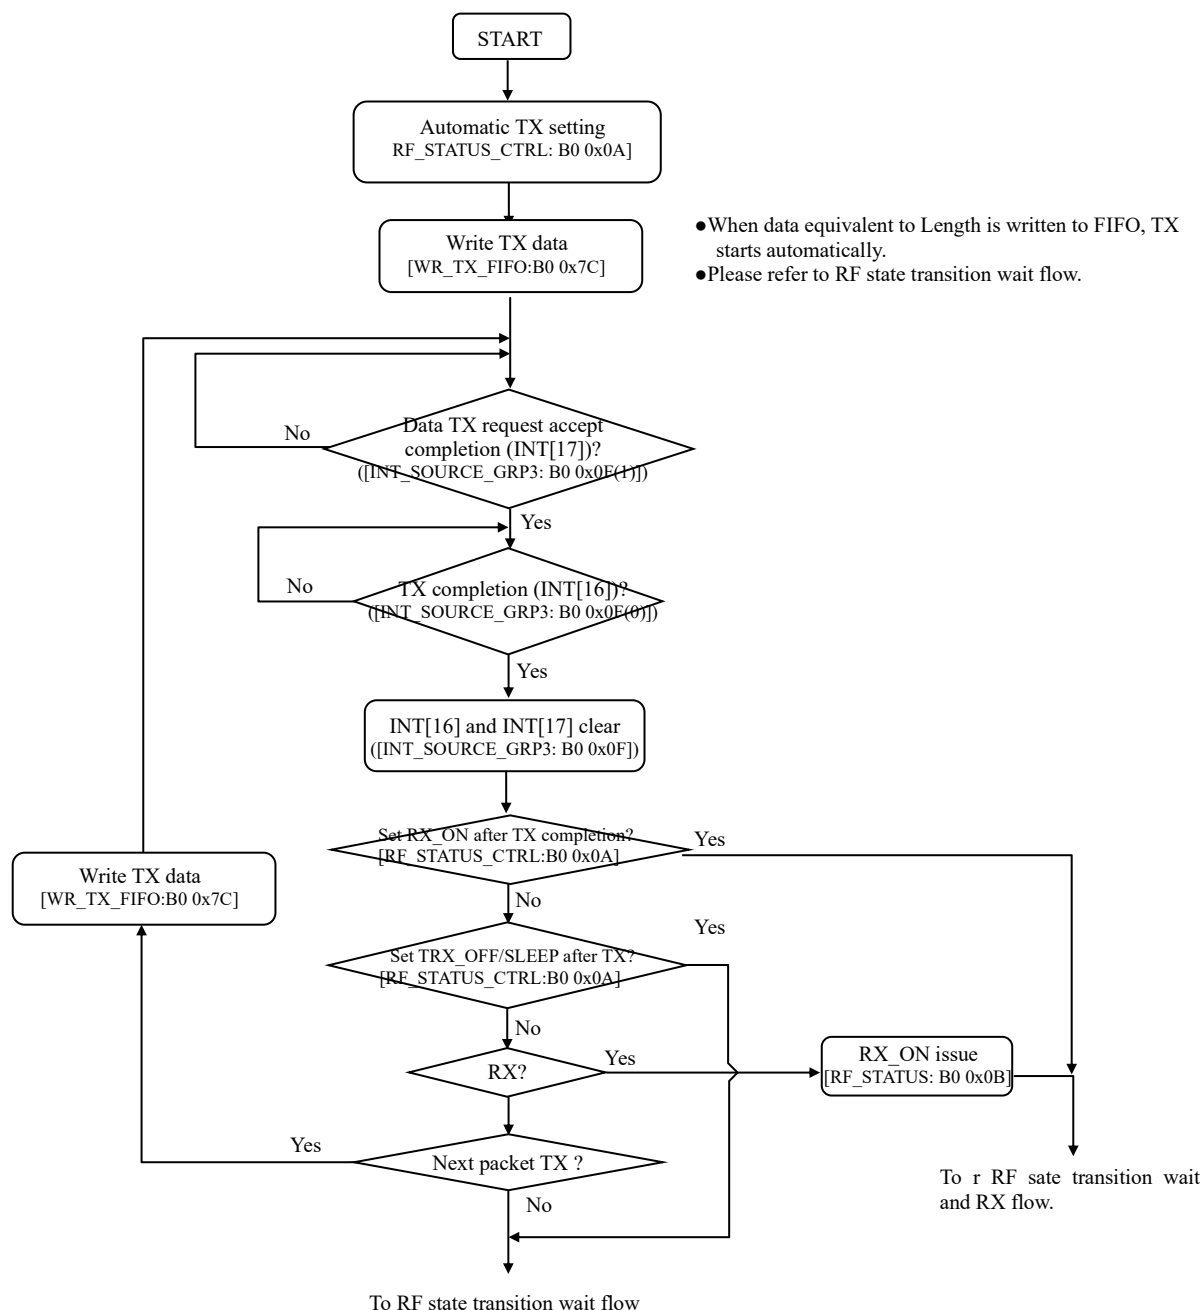 START
Automatic TX setting
RF_STATUS_CTRL: B0 0x0A]
Write TX data
[WR_TX_FIFO:B0 0x7C]
●When data equivalent to Length is written to FIFO, TX
starts automatically.
●Please refer to RF state transition wait flow.
No
Data TX request accept
completion (INT[17])?
([INT_SOURCE_GRP3: B0 0x0F(1)])
Yes
No
TX completion (INT[16])?
([INT_SOURCE_GRP3: B0 0x0F(0)])
Yes
INT[16] and INT[17] clear
([INT_SOURCE_GRP3: B0 0x0F])
Set RX_ON after TX completion?
[RF_STATUS_CTRL:B0 0x0A]
Yes
Write TX data
[WR_TX_FIFO:B0 0x7C]
No
Yes
Set TRX_OFF/SLEEP after TX?
[RF_STATUS_CTRL:B0 0x0A]
No
RX?
Yes
RX_ON issue
[RF_STATUS: B0 0x0B]
Yes
Next packet TX ?
No
To r RF sate transition wait
and RX flow.
To RF state transition wait flow